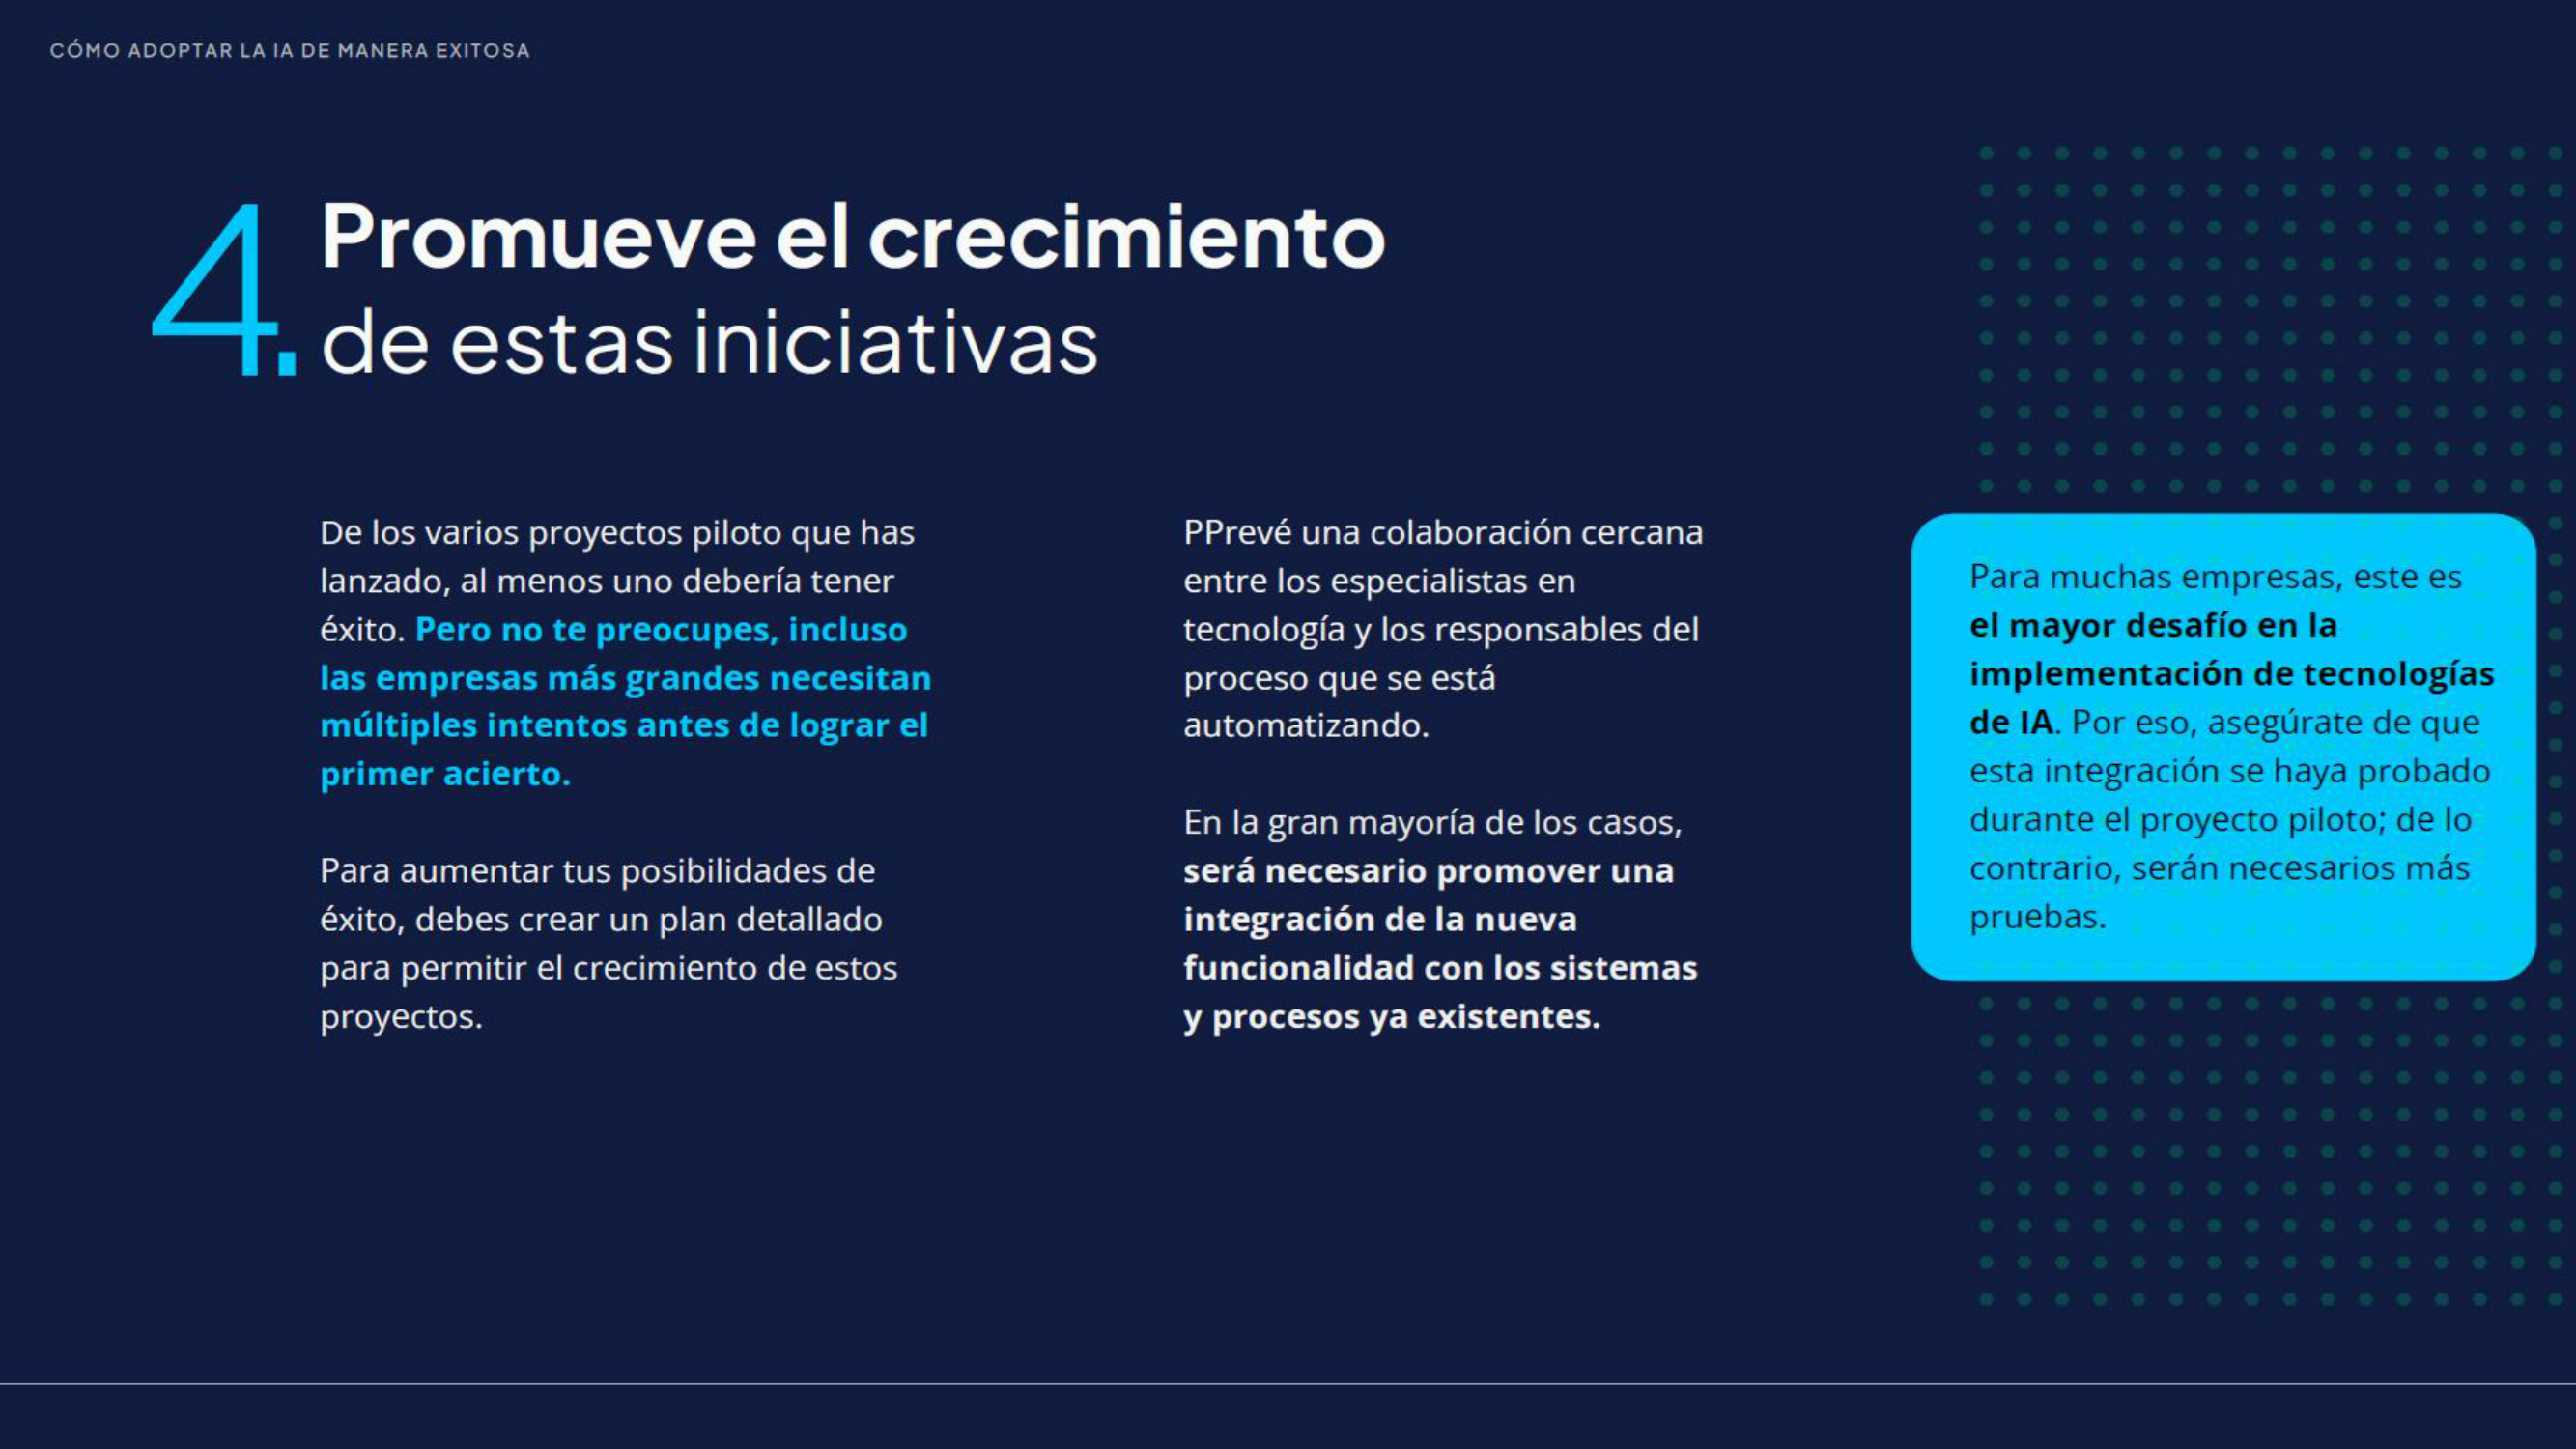 CÓMO ADOPTAR LA IA DE MANERA EXITOSA
4. Promueve el crecimiento
de estas iniciativas
De los varios proyectos piloto que has
lanzado, al menos uno debería tener
éxito. Pero no te preocupes, incluso
las empresas más grandes necesitan
múltiples intentos antes de lograr el
primer acierto.
Para aumentar tus posibilidades de
éxito, debes crear un plan detallado
para permitir el crecimiento de estos
proyectos.
PPrevé una colaboración cercana
entre los especialistas en
tecnología y los responsables del
proceso que se está
automatizando.
En la gran mayoría de los casos,
será necesario promover una
integración de la nueva
funcionalidad con los sistemas
y procesos ya existentes.
Para muchas empresas, este es
el mayor desafío en la
implementación de tecnologías
de IA. Por eso, asegúrate de que
esta integración se haya probado
durante el proyecto piloto; de lo
contrario, serán necesarios más
pruebas.